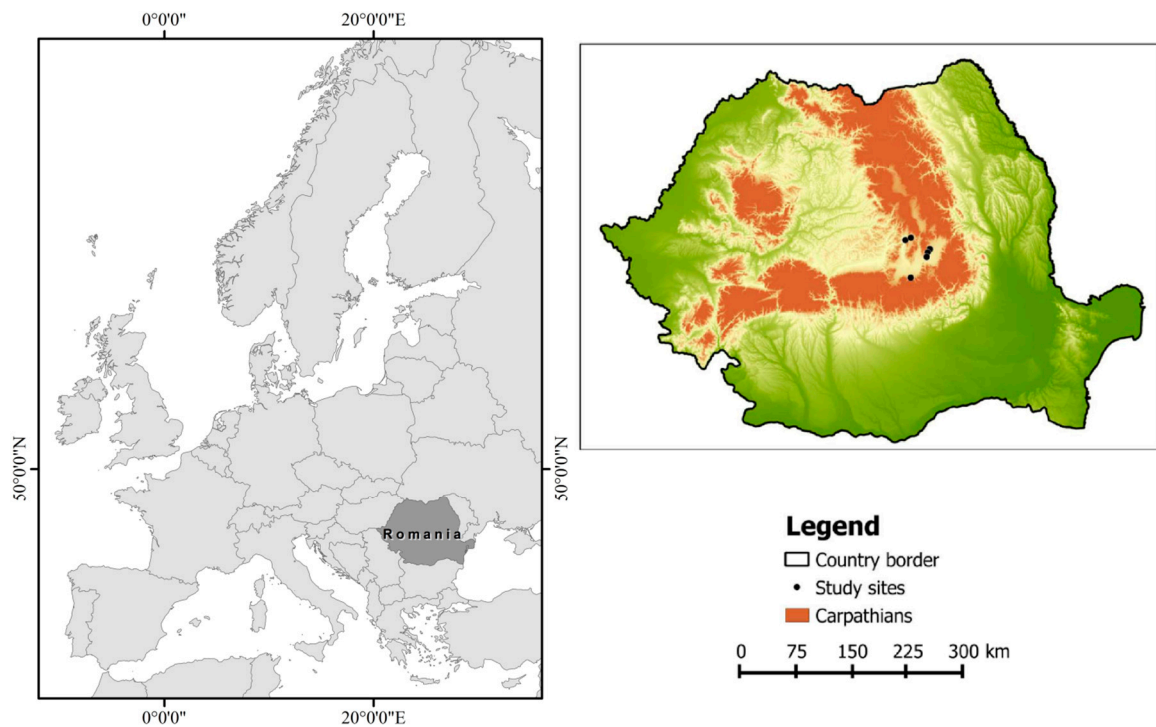 0°0'0"
20°0'0"E
50°0'0"N
50°0'0"N
Romania
0°0'0"
20°0'0"E
Legend
Country border
Study sites
Carpathians
0 75 150 225 300 km